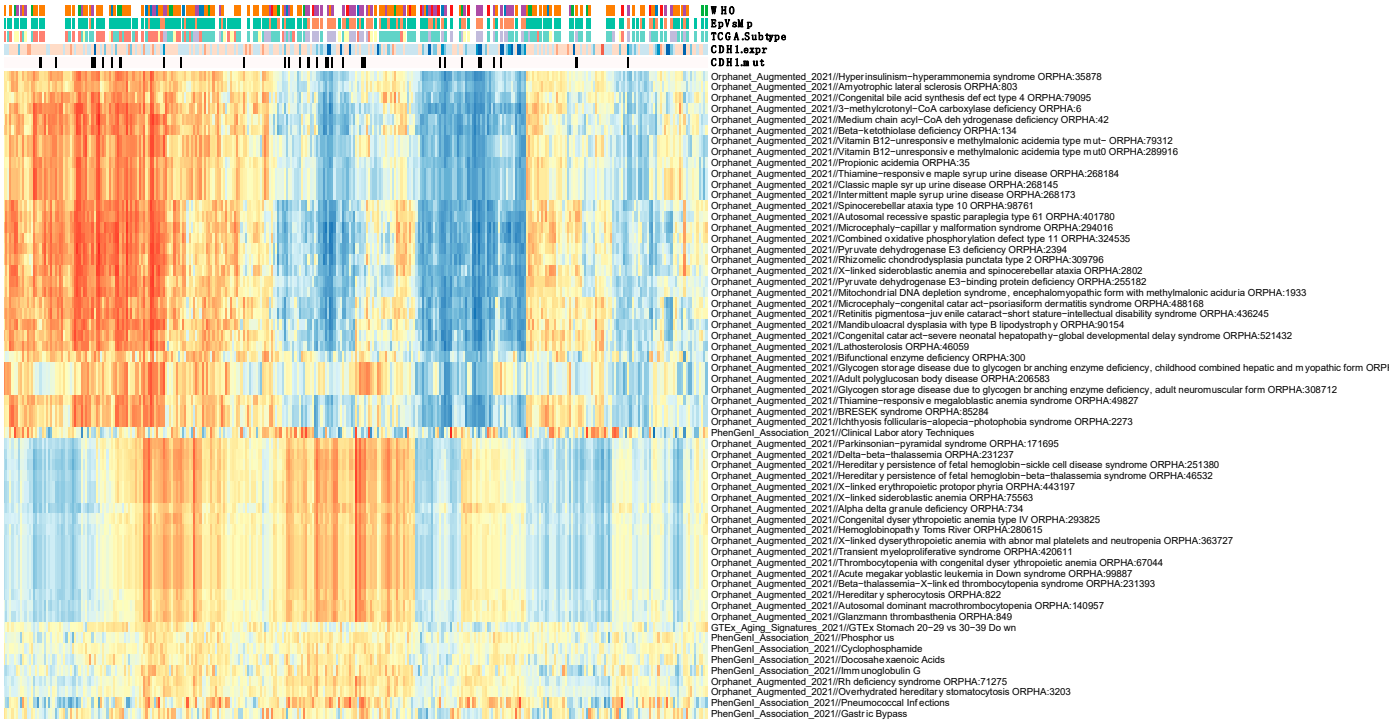 WHO
EpVsMp
TCGA.Subtype
CDH1.expr
CDH1.mut
Orphanet_Augmented_2021//Hyperinsulinism−hyperammonemia syndrome ORPHA:35878
Orphanet_Augmented_2021//Amyotrophic lateral sclerosis ORPHA:803
Orphanet_Augmented_2021//Congenital bile acid synthesis defect type 4 ORPHA:79095
Orphanet_Augmented_2021//3−methylcrotonyl−CoA carboxylase deficiency ORPHA:6
Orphanet_Augmented_2021//Medium chain acyl−CoA dehydrogenase deficiency ORPHA:42
Orphanet_Augmented_2021//Beta−ketothiolase deficiency ORPHA:134
Orphanet_Augmented_2021//Vitamin B12−unresponsive methylmalonic acidemia type mut− ORPHA:79312
Orphanet_Augmented_2021//Vitamin B12−unresponsive methylmalonic acidemia type mut0 ORPHA:289916
Orphanet_Augmented_2021//Propionic acidemia ORPHA:35
Orphanet_Augmented_2021//Thiamine−responsive maple syrup urine disease ORPHA:268184
Orphanet_Augmented_2021//Classic maple syrup urine disease ORPHA:268145
Orphanet_Augmented_2021//Intermittent maple syrup urine disease ORPHA:268173
Orphanet_Augmented_2021//Spinocerebellar ataxia type 10 ORPHA:98761
Orphanet_Augmented_2021//Autosomal recessive spastic paraplegia type 61 ORPHA:401780
Orphanet_Augmented_2021//Microcephaly−capillary malformation syndrome ORPHA:294016
Orphanet_Augmented_2021//Combined oxidative phosphorylation defect type 11 ORPHA:324535
Orphanet_Augmented_2021//Pyruvate dehydrogenase E3 deficiency ORPHA:2394
Orphanet_Augmented_2021//Rhizomelic chondrodysplasia punctata type 2 ORPHA:309796
Orphanet_Augmented_2021//X−linked sideroblastic anemia and spinocerebellar ataxia ORPHA:2802
Orphanet_Augmented_2021//Pyruvate dehydrogenase E3−binding protein deficiency ORPHA:255182
Orphanet_Augmented_2021//Mitochondrial DNA depletion syndrome, encephalomyopathic form with methylmalonic aciduria ORPHA:1933
Orphanet_Augmented_2021//Microcephaly−congenital cataract−psoriasiform dermatitis syndrome ORPHA:488168
Orphanet_Augmented_2021//Retinitis pigmentosa−juvenile cataract−short stature−intellectual disability syndrome ORPHA:436245
Orphanet_Augmented_2021//Mandibuloacral dysplasia with type B lipodystrophy ORPHA:90154
Orphanet_Augmented_2021//Congenital cataract−severe neonatal hepatopathy−global developmental delay syndrome ORPHA:521432
Orphanet_Augmented_2021//Lathosterolosis ORPHA:46059
Orphanet_Augmented_2021//Bifunctional enzyme deficiency ORPHA:300
Orphanet_Augmented_2021//Glycogen storage disease due to glycogen branching enzyme deficiency, childhood combined hepatic and myopathic form ORPH
Orphanet_Augmented_2021//Adult polyglucosan body disease ORPHA:206583
Orphanet_Augmented_2021//Glycogen storage disease due to glycogen branching enzyme deficiency, adult neuromuscular form ORPHA:308712
Orphanet_Augmented_2021//Thiamine−responsive megaloblastic anemia syndrome ORPHA:49827
Orphanet_Augmented_2021//BRESEK syndrome ORPHA:85284
Orphanet_Augmented_2021//Ichthyosis follicularis−alopecia−photophobia syndrome ORPHA:2273
PhenGenI_Association_2021//Clinical Laboratory Techniques
Orphanet_Augmented_2021//Parkinsonian−pyramidal syndrome ORPHA:171695
Orphanet_Augmented_2021//Delta−beta−thalassemia ORPHA:231237
Orphanet_Augmented_2021//Hereditary persistence of fetal hemoglobin−sickle cell disease syndrome ORPHA:251380
Orphanet_Augmented_2021//Hereditary persistence of fetal hemoglobin−beta−thalassemia syndrome ORPHA:46532
Orphanet_Augmented_2021//X−linked erythropoietic protoporphyria ORPHA:443197
Orphanet_Augmented_2021//X−linked sideroblastic anemia ORPHA:75563
Orphanet_Augmented_2021//Alpha delta granule deficiency ORPHA:734
Orphanet_Augmented_2021//Congenital dyserythropoietic anemia type IV ORPHA:293825
Orphanet_Augmented_2021//Hemoglobinopathy Toms River ORPHA:280615
Orphanet_Augmented_2021//X−linked dyserythropoietic anemia with abnormal platelets and neutropenia ORPHA:363727
Orphanet_Augmented_2021//Transient myeloproliferative syndrome ORPHA:420611
Orphanet_Augmented_2021//Thrombocytopenia with congenital dyserythropoietic anemia ORPHA:67044
Orphanet_Augmented_2021//Acute megakaryoblastic leukemia in Down syndrome ORPHA:99887
Orphanet_Augmented_2021//Beta−thalassemia−X−linked thrombocytopenia syndrome ORPHA:231393
Orphanet_Augmented_2021//Hereditary spherocytosis ORPHA:822
Orphanet_Augmented_2021//Autosomal dominant macrothrombocytopenia ORPHA:140957
Orphanet_Augmented_2021//Glanzmann thrombasthenia ORPHA:849
GTEx_Aging_Signatures_2021//GTEx Stomach 20−29 vs 30−39 Down
PhenGenI_Association_2021//Phosphorus
PhenGenI_Association_2021//Cyclophosphamide
PhenGenI_Association_2021//Docosahexaenoic Acids
PhenGenI_Association_2021//Immunoglobulin G
Orphanet_Augmented_2021//Rh deficiency syndrome ORPHA:71275
Orphanet_Augmented_2021//Overhydrated hereditary stomatocytosis ORPHA:3203
PhenGenI_Association_2021//Pneumococcal Infections
PhenGenI_Association_2021//Gastric Bypass